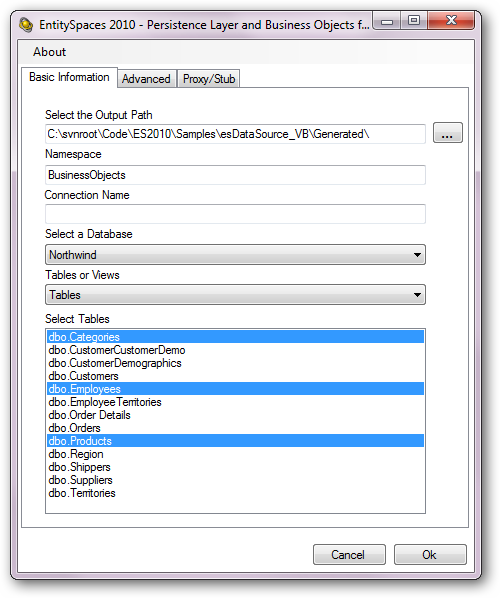 EntitySpaces 2010 - Persistence Layer and Business Objects f...
About
Basic Information Advanced Proxy/Stub
Select the Output Path
C:\svnroot\Code\ES2010\Samples\esDataSource_VB\Generated\ ...
Namespace
BusinessObjects
Connection Name
Select a Database
Northwind
Tables or Views
Tables
Select Tables
dbo.Categories
dbo.CustomerCustomerDemo
dbo.CustomerDemographics
dbo.Customers
dbo.Employees
dbo.EmployeeTerritories
dbo.Order Details
dbo.Orders
dbo.Products
dbo.Region
dbo.Shippers
dbo.Suppliers
dbo.Territories
Cancel Ok